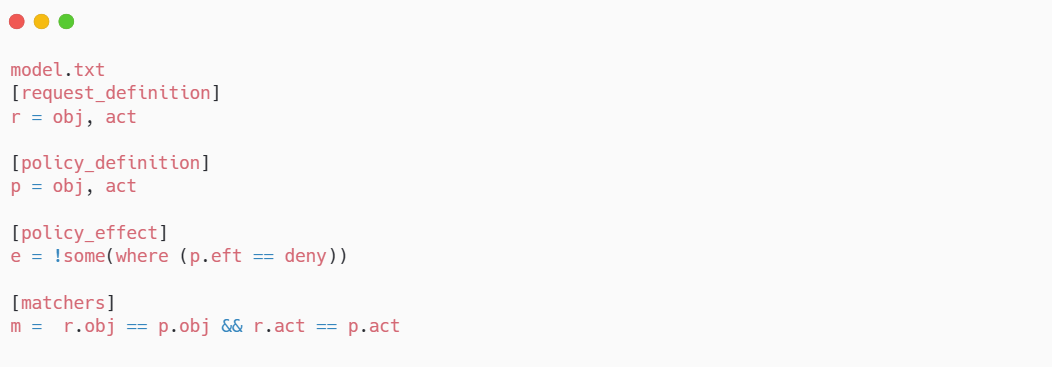 model.txt
[request_definition]
r = obj, act
[policy_definition]
p = obj, act
[policy_effect]
e = !some(where (p.eft == deny))
[matchers]
m =  r.obj == p.obj && r.act == p.act